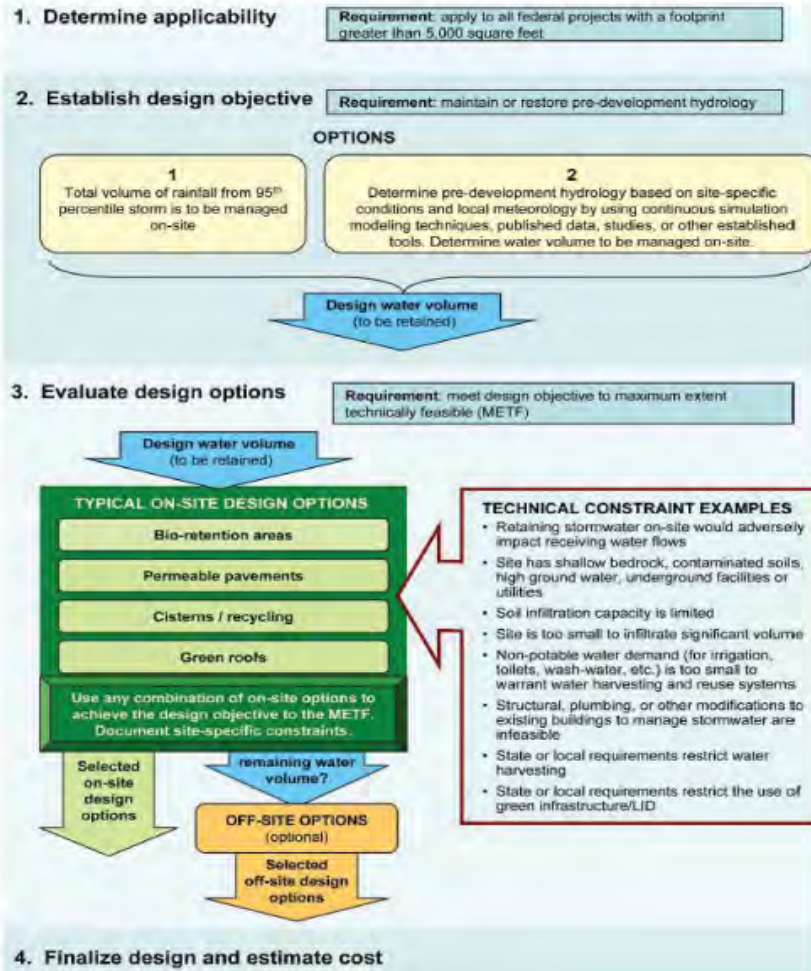 1. Determine applicability
Requirement: apply to all federal projects with a footprint
greater than 5,000 square feet
2. Establish design objective
Requirement: maintain or restore pre-development hydrology
OPTIONS
1
Total volume of rainfall from 95th
percentile storm is to be managed
on-site
2
Determine pre-development hydrology based on site-specific
conditions and local meteorology by using continuous simulation
modeling techniques, published data, studies, or other established
tools. Determine water volume to be managed on-site.
Design water volume
(to be retained)
3. Evaluate design options
Requirement: meet design objective to maximum extent
technically feasible (METF)
Design water volume
(to be retained)
TYPICAL ON-SITE DESIGN OPTIONS
Bio-retention areas
Permeable pavements
Cisterns / recycling
Green roofs
Use any combination of on-site options to
achieve the design objective to the METF.
Document site-specific constraints.
TECHNICAL CONSTRAINT EXAMPLES
• Retaining stormwater on-site would adversely
impact receiving water flows
• Site has shallow bedrock, contaminated soils,
high ground water, underground facilities or
utilities
• Soil infiltration capacity is limited
• Site is too small to infiltrate significant volume
• Non-potable water demand (for irrigation,
toilets, wash-water, etc.) is too small to
warrant water harvesting and reuse systems
• Structural, plumbing, or other modifications to
existing buildings to manage stormwater are
infeasible
• State or local requirements restrict water
harvesting
• State or local requirements restrict the use of
green infrastructure/LID
Selected
on-site
design
options
remaining water
volume?
OFF-SITE OPTIONS
(optional)
Selected
off-site design
options
4. Finalize design and estimate cost